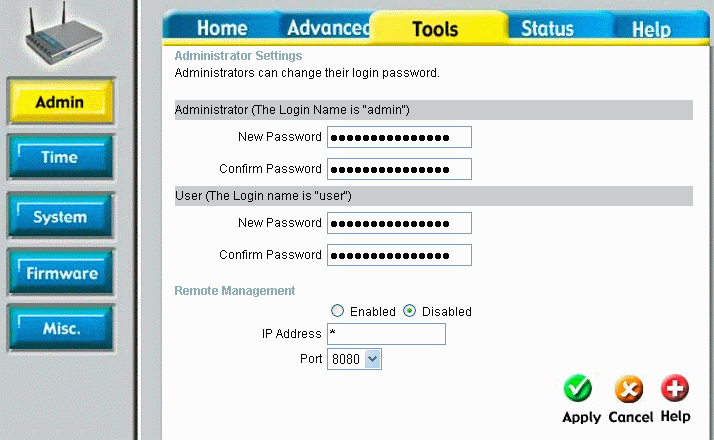 Home Advanced Tools Status Help
Administrator Settings
Administrators can change their login password.
Administrator (The Login Name is "admin")
New Password ●●●●●●●●●●●●●●●
Confirm Password ●●●●●●●●●●●●●●●
User (The Login name is "user")
New Password ●●●●●●●●●●●●●●●
Confirm Password ●●●●●●●●●●●●●●●
Remote Management
Enabled Disabled
IP Address *
Port 8080
Apply Cancel Help
Admin
Time
System
Firmware
Misc.